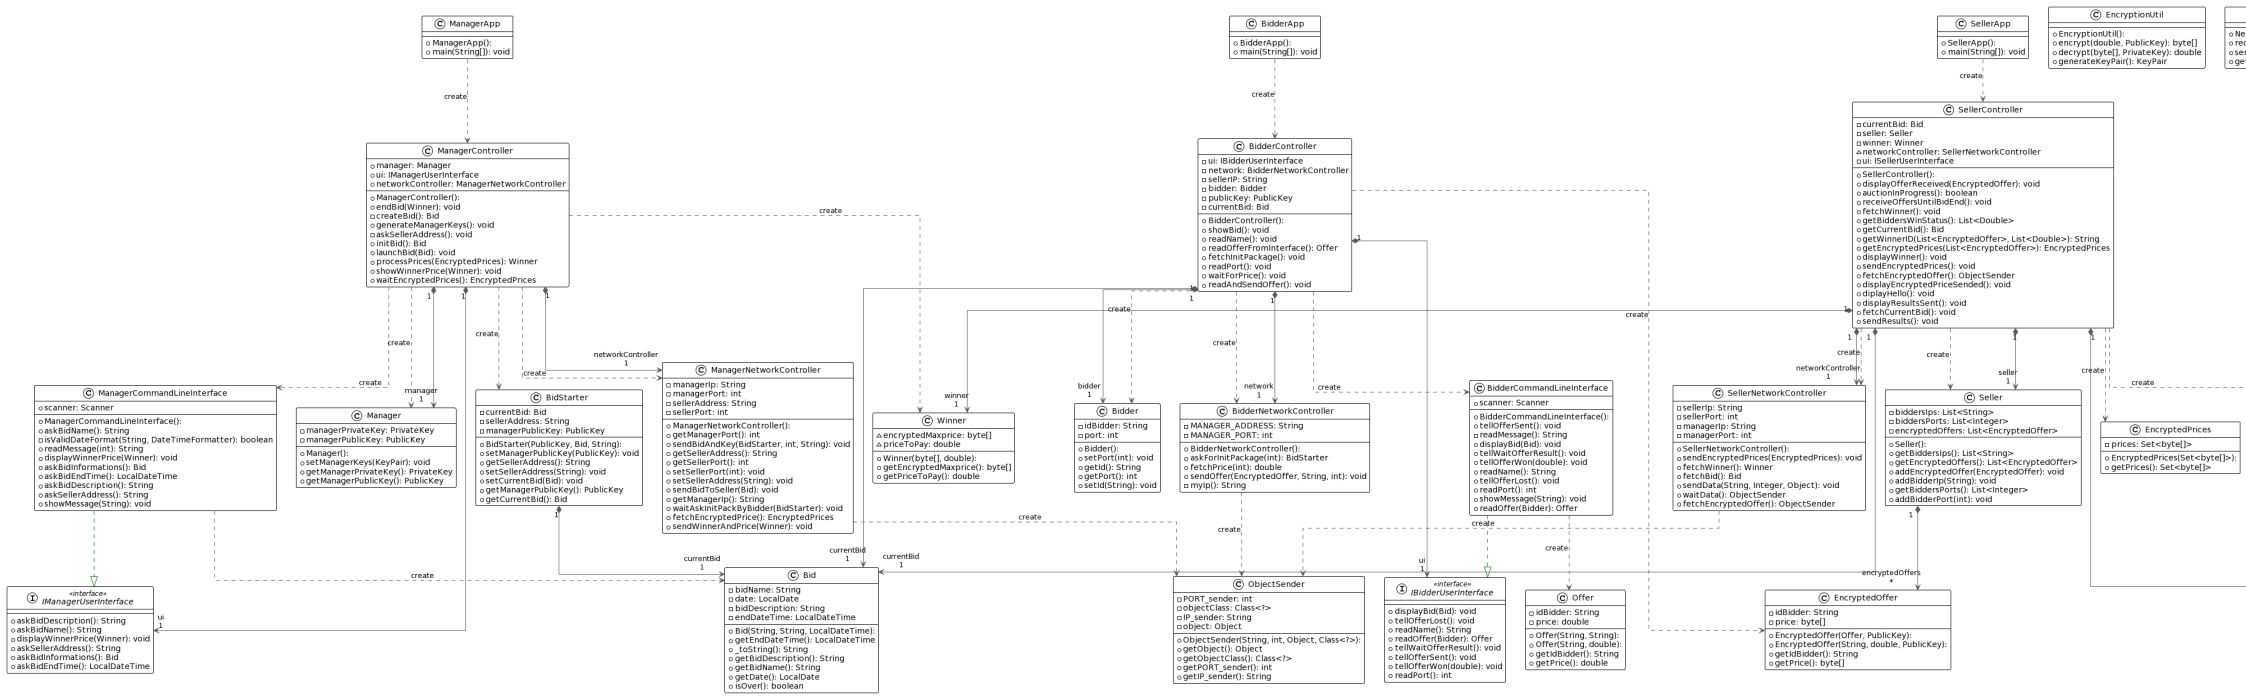 ManagerApp
ManagerApp():
main(String[]): void
BidderApp
BidderApp():
main(String[]): void
SellerApp
SellerApp():
main(String[]): void
EncryptionUtil
EncryptionUtil():
encrypt(double, PublicKey): byte[]
decrypt(byte[], PrivateKey): double
generateKeyPair(): KeyPair
create
create
create
ManagerController
manager: Manager
ui: IManagerUserInterface
networkController: ManagerNetworkController
ManagerController():
endBid(Winner): void
createBid(): Bid
generateManagerKeys(): void
askSellerAddress(): void
initBid(): Bid
launchBid(Bid): void
processPrices(EncryptedPrices): Winner
showWinnerPrice(Winner): void
waitEncryptedPrices(): EncryptedPrices
BidderController
ui: IBidderUserInterface
network: BidderNetworkController
sellerIP: String
bidder: Bidder
publicKey: PublicKey
currentBid: Bid
BidderController():
showBid(): void
readName(): void
readOfferFromInterface(): Offer
fetchInitPackage(): void
readPort(): void
waitForPrice(): void
readAndSendOffer(): void
SellerController
currentBid: Bid
seller: Seller
winner: Winner
networkController: SellerNetworkController
ui: ISellerUserInterface
SellerController():
displayOfferReceived(EncryptedOffer): void
auctionInProgress(): boolean
receiveOffersUntilBidEnd(): void
fetchWinner(): void
getBiddersWinStatus(): List<Double>
getCurrentBid(): Bid
getWinnerID(List<EncryptedOffer>, List<Double>): String
getEncryptedPrices(List<EncryptedOffer>): EncryptedPrices
displayWinner(): void
sendEncryptedPrices(): void
fetchEncryptedOffer(): ObjectSender
displayEncryptedPriceSended(): void
diplayHello(): void
displayResultsSent(): void
fetchCurrentBid(): void
sendResults(): void
create
create
create
create
create
create
create
create
create
create
create
create
create
create
manager
1
networkController
1
winner
1
bidder
1
network
1
networkController
1
seller
1
ManagerCommandLineInterface
scanner: Scanner
ManagerCommandLineInterface():
askBidName(): String
isValidDateFormat(String, DateTimeFormatter): boolean
readMessage(int): String
displayWinnerPrice(Winner): void
askBidInformations(): Bid
askBidEndTime(): LocalDateTime
askBidDescription(): String
askSellerAddress(): String
showMessage(String): void
Manager
managerPrivateKey: PrivateKey
managerPublicKey: PublicKey
Manager():
setManagerKeys(KeyPair): void
getManagerPrivateKey(): PrivateKey
getManagerPublicKey(): PublicKey
BidStarter
currentBid: Bid
sellerAddress: String
managerPublicKey: PublicKey
BidStarter(PublicKey, Bid, String):
setManagerPublicKey(PublicKey): void
getSellerAddress(): String
setSellerAddress(String): void
setCurrentBid(Bid): void
getManagerPublicKey(): PublicKey
getCurrentBid(): Bid
ManagerNetworkController
managerIp: String
managerPort: int
sellerAddress: String
sellerPort: int
ManagerNetworkController():
getManagerPort(): int
sendBidAndKey(BidStarter, int, String): void
getSellerAddress(): String
getSellerPort(): int
setSellerPort(int): void
setSellerAddress(String): void
sendBidToSeller(Bid): void
getManagerIp(): String
waitAskInitPackByBidder(BidStarter): void
fetchEncryptedPrice(): EncryptedPrices
sendWinnerAndPrice(Winner): void
Winner
encryptedMaxprice: byte[]
priceToPay: double
Winner(byte[], double):
getEncryptedMaxprice(): byte[]
getPriceToPay(): double
Bidder
idBidder: String
port: int
Bidder():
setPort(int): void
getId(): String
getPort(): int
setId(String): void
BidderNetworkController
MANAGER_ADDRESS: String
MANAGER_PORT: int
BidderNetworkController():
askForInitPackage(int): BidStarter
fetchPrice(int): double
sendOffer(EncryptedOffer, String, int): void
myIp(): String
BidderCommandLineInterface
scanner: Scanner
BidderCommandLineInterface():
tellOfferSent(): void
readMessage(): String
displayBid(Bid): void
tellWaitOfferResult(): void
tellOfferWon(double): void
readName(): String
tellOfferLost(): void
readPort(): int
showMessage(String): void
readOffer(Bidder): Offer
SellerNetworkController
sellerIp: String
sellerPort: int
managerIp: String
managerPort: int
SellerNetworkController():
sendEncryptedPrices(EncryptedPrices): void
fetchWinner(): Winner
fetchBid(): Bid
sendData(String, Integer, Object): void
waitData(): ObjectSender
fetchEncryptedOffer(): ObjectSender
Seller
biddersIps: List<String>
biddersPorts: List<Integer>
encryptedOffers: List<EncryptedOffer>
Seller():
getBiddersIps(): List<String>
getEncryptedOffers(): List<EncryptedOffer>
addEncryptedOffer(EncryptedOffer): void
addBidderIp(String): void
getBiddersPorts(): List<Integer>
addBidderPort(int): void
EncryptedPrices
prices: Set<byte[]>
EncryptedPrices(Set<byte[]>):
getPrices(): Set<byte[]>
create
create
create
create
create
currentBid
1
currentBid
1
currentBid
1
ui
1
ui
1
encryptedOffers
*
«interface»
IManagerUserInterface
askBidDescription(): String
askBidName(): String
displayWinnerPrice(Winner): void
askSellerAddress(): String
askBidInformations(): Bid
askBidEndTime(): LocalDateTime
Bid
bidName: String
date: LocalDate
bidDescription: String
endDateTime: LocalDateTime
Bid(String, String, LocalDateTime):
getEndDateTime(): LocalDateTime
_toString(): String
getBidDescription(): String
getBidName(): String
getDate(): LocalDate
isOver(): boolean
ObjectSender
PORT_sender: int
objectClass: Class<?>
IP_sender: String
object: Object
ObjectSender(String, int, Object, Class<?>):
getObject(): Object
getObjectClass(): Class<?>
getPORT_sender(): int
getIP_sender(): String
«interface»
IBidderUserInterface
displayBid(Bid): void
tellOfferLost(): void
readName(): String
readOffer(Bidder): Offer
tellWaitOfferResult(): void
tellOfferSent(): void
tellOfferWon(double): void
readPort(): int
Offer
idBidder: String
price: double
Offer(String, String):
Offer(String, double):
getIdBidder(): String
getPrice(): double
EncryptedOffer
idBidder: String
price: byte[]
EncryptedOffer(Offer, PublicKey):
EncryptedOffer(String, double, PublicKey):
getIdBidder(): String
getPrice(): byte[]